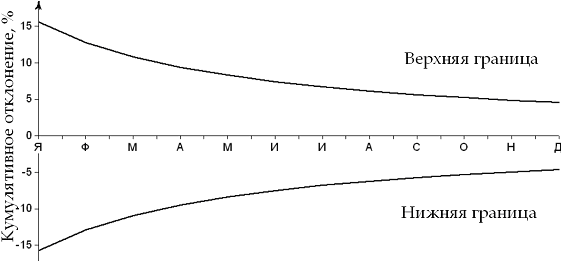 Кумулятивное отклонение, %
15
10
5
0
Верхняя граница
Я Ф М А М И И А С О Н Д
-5
-10
-15
Нижняя граница